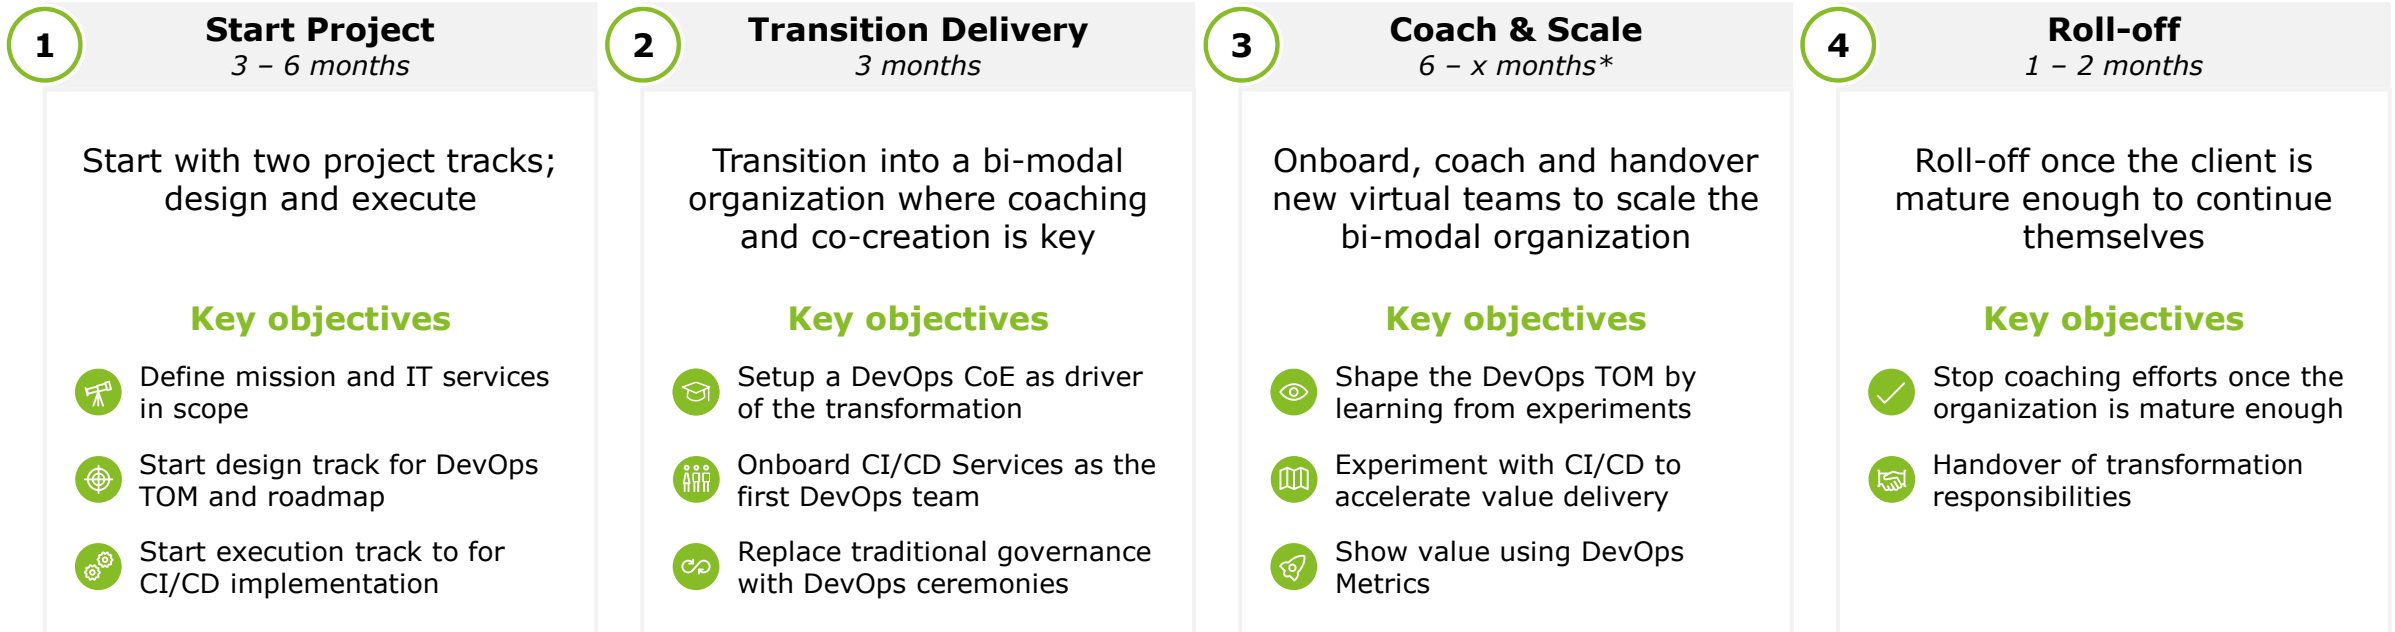 1
Start Project
3 – 6 months
Start with two project tracks;
design and execute
Key objectives
Define mission and IT services
in scope
Start design track for DevOps
TOM and roadmap
Start execution track to for
CI/CD implementation
2
Transition Delivery
3 months
Transition into a bi-modal
organization where coaching
and co-creation is key
Key objectives
Setup a DevOps CoE as driver
of the transformation
Onboard CI/CD Services as the
first DevOps team
Replace traditional governance
with DevOps ceremonies
3
Coach & Scale
6 – x months*
Onboard, coach and handover
new virtual teams to scale the
bi-modal organization
Key objectives
Shape the DevOps TOM by
learning from experiments
Experiment with CI/CD to
accelerate value delivery
Show value using DevOps
Metrics
4
Roll-off
1 – 2 months
Roll-off once the client is
mature enough to continue
themselves
Key objectives
Stop coaching efforts once the
organization is mature enough
Handover of transformation
responsibilities